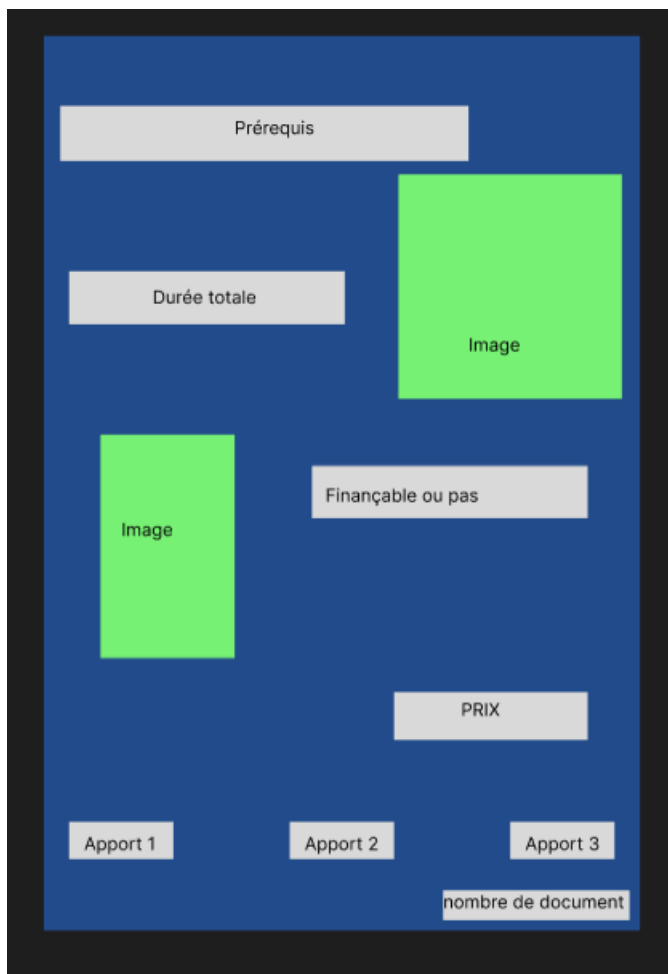 Prérequis
Durée totale
Image
Image
Finançable ou pas
PRIX
Apport 1
Apport 2
Apport 3
nombre de document